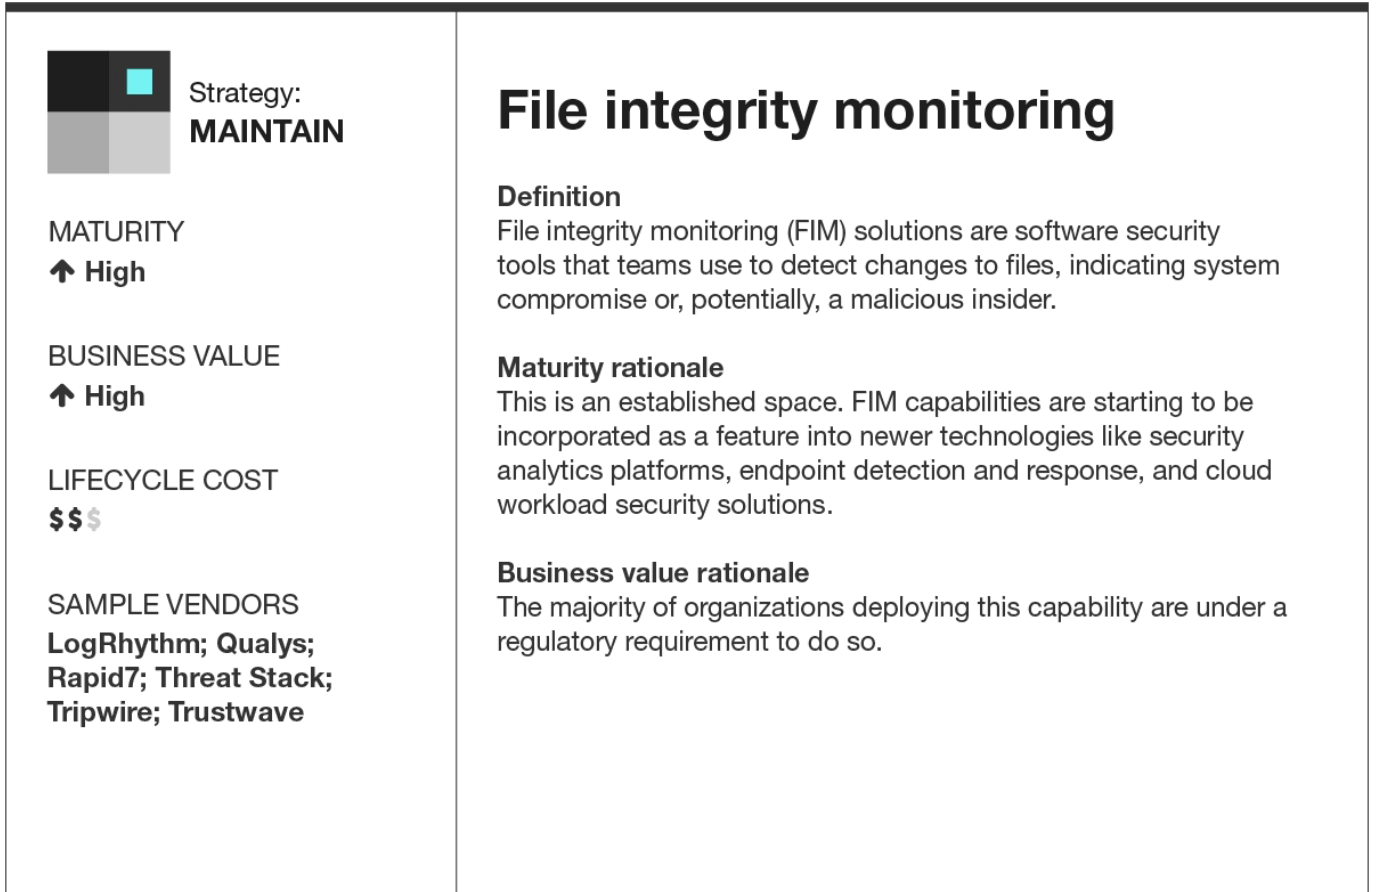 Strategy:
MAINTAIN
MATURITY
↑ High
BUSINESS VALUE
↑ High
LIFECYCLE COST
$$$
SAMPLE VENDORS
LogRhythm; Qualys;
Rapid7; Threat Stack;
Tripwire; Trustwave
File integrity monitoring
Definition
File integrity monitoring (FIM) solutions are software security
tools that teams use to detect changes to files, indicating system
compromise or, potentially, a malicious insider.
Maturity rationale
This is an established space. FIM capabilities are starting to be
incorporated as a feature into newer technologies like security
analytics platforms, endpoint detection and response, and cloud
workload security solutions.
Business value rationale
The majority of organizations deploying this capability are under a
regulatory requirement to do so.